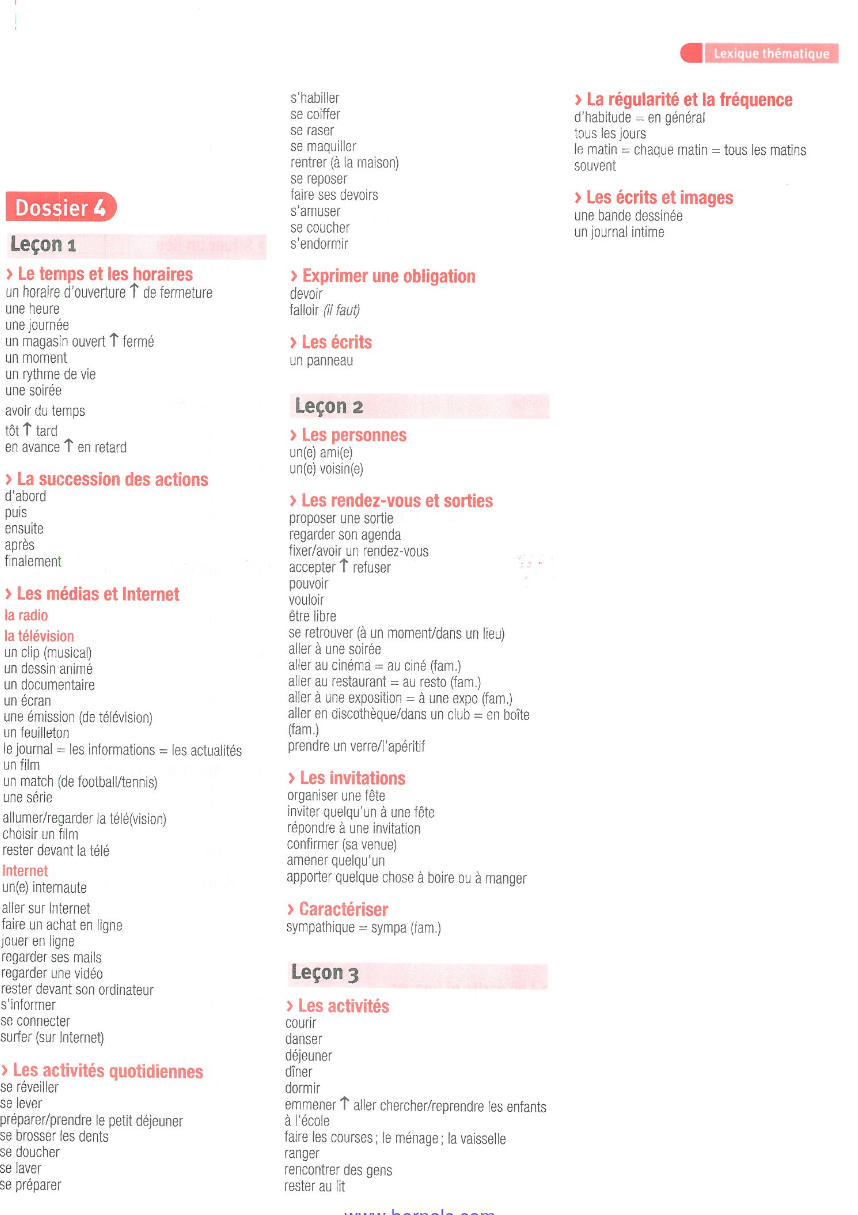 Lexique thématique
Dossier 4
Leçon 1
› Le temps et les horaires
un horaire d'ouverture ↑ de fermeture
une heure
une journée
un magasin ouvert ↑ fermé
un moment
un rythme de vie
une soirée
avoir du temps
tôt ↑ tard
en avance ↑ en retard
› La succession des actions
d'abord
puis
ensuite
après
finalement
› Les médias et Internet
la radio
la télévision
un clip (musical)
un dessin animé
un documentaire
un écran
une émission (de télévision)
un feuilleton
le journal = les informations = les actualités
un film
un match (de football/tennis)
une série
allumer/regarder la télé(vision)
choisir un film
rester devant la télé
Internet
un(e) internaute
aller sur Internet
faire un achat en ligne
jouer en ligne
regarder ses mails
regarder une vidéo
rester devant son ordinateur
s'informer
se connecter
surfer (sur Internet)
› Les activités quotidiennes
se réveiller
se lever
préparer/prendre le petit déjeuner
se brosser les dents
se doucher
se laver
se préparer
s'habiller
se coiffer
se raser
se maquiller
rentrer (à la maison)
se reposer
faire ses devoirs
s'amuser
se coucher
s'endormir
› Exprimer une obligation
devoir
falloir (il faut)
› Les écrits
un panneau
Leçon 2
› Les personnes
un(e) ami(e)
un(e) voisin(e)
› Les rendez-vous et sorties
proposer une sortie
regarder son agenda
fixer/avoir un rendez-vous
accepter ↑ refuser
pouvoir
vouloir
être libre
se retrouver (à un moment/dans un lieu)
aller à une soirée
aller au cinéma = au ciné (fam.)
aller au restaurant = au resto (fam.)
aller à une exposition = à une expo (fam.)
aller en discothèque/dans un club = en boîte
(fam.)
prendre un verre/l'apéritif
› Les invitations
organiser une fête
inviter quelqu'un à une fête
répondre à une invitation
confirmer (sa venue)
amener quelqu'un
apporter quelque chose à boire ou à manger
› Caractériser
sympathique = sympa (fam.)
Leçon 3
› Les activités
courir
danser
déjeuner
dîner
dormir
emmener ↑ aller chercher/reprendre les enfants
à l'école
faire les courses ; le ménage ; la vaisselle
ranger
rencontrer des gens
rester au lit
› La régularité et la fréquence
d'habitude = en général
tous les jours
le matin = chaque matin = tous les matins
souvent
› Les écrits et images
une bande dessinée
un journal intime